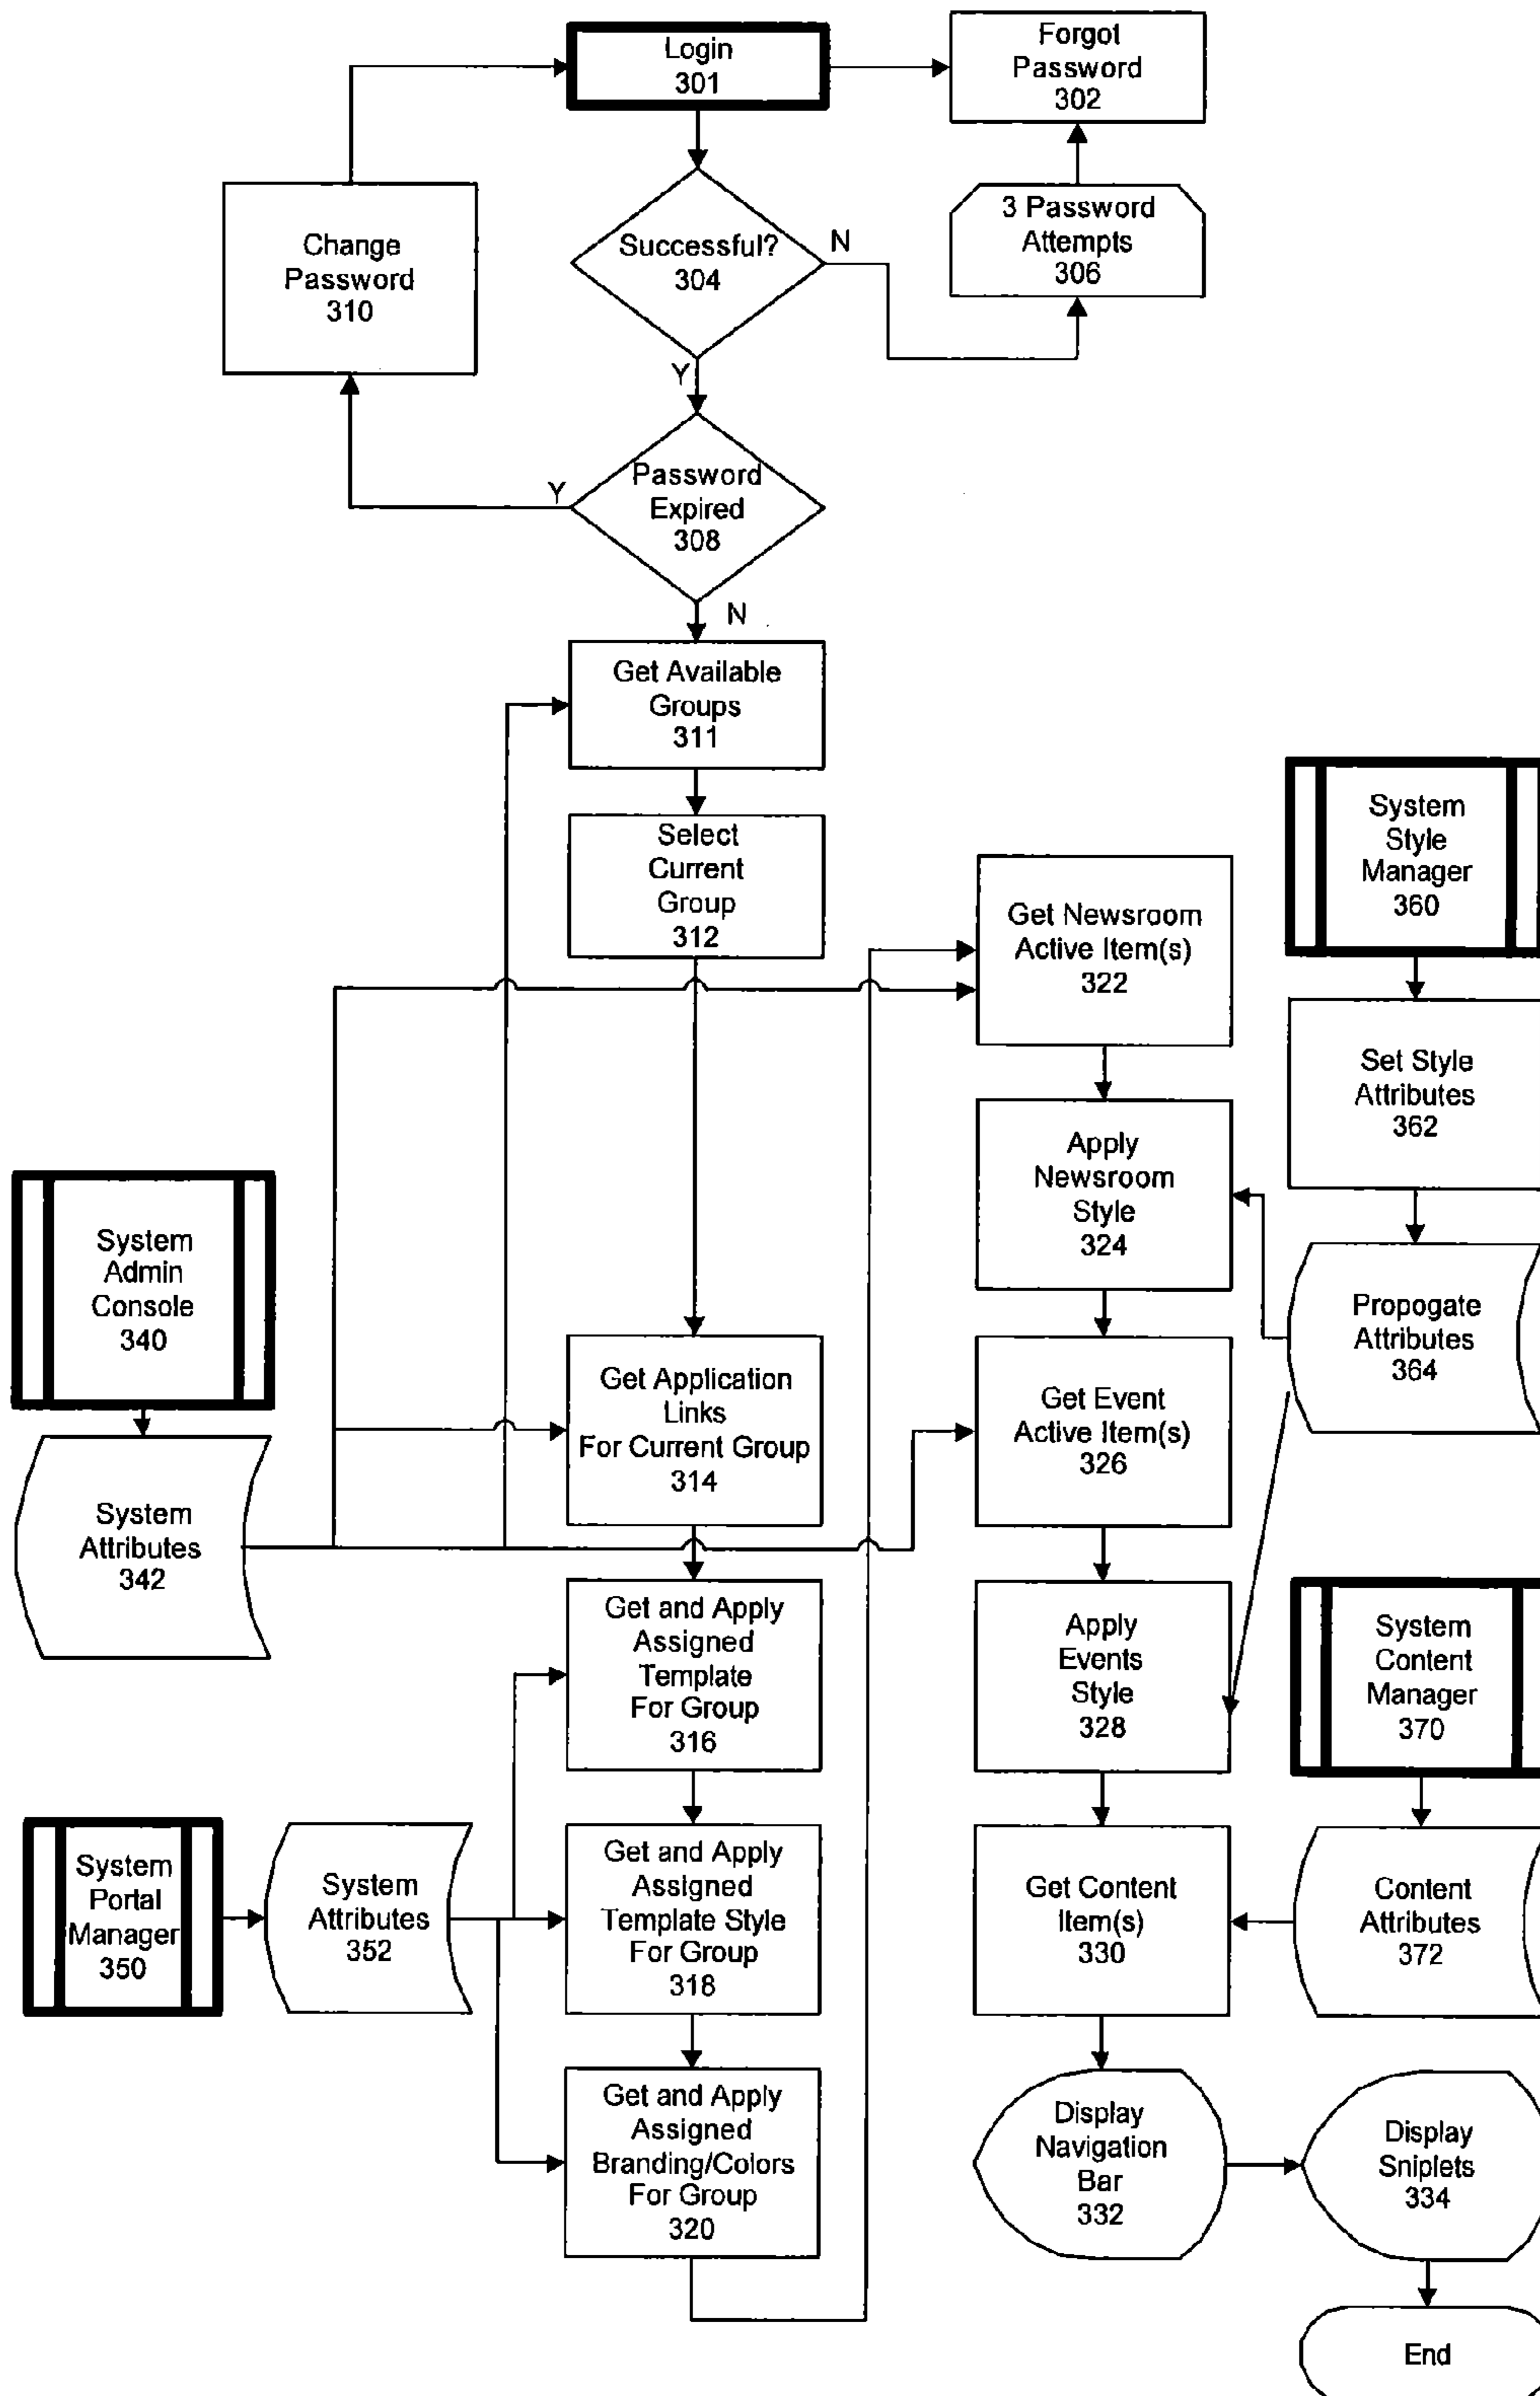 Login
301
Forgot
Password
302
Change
Password
310
Successful?
304
N
3 Password
Attempts
306
Y
Password
Expired
308
Y
N
Get Available
Groups
311
Select
Current
Group
312
Get Application
Links
For Current Group
314
System
Admin
Console
340
System
Attributes
342
Get and Apply
Assigned
Template
For Group
316
System
Portal
Manager
350
System
Attributes
352
Get and Apply
Assigned
Template Style
For Group
318
Get and Apply
Assigned
Branding/Colors
For Group
320
Get Newsroom
Active Item(s)
322
Apply
Newsroom
Style
324
Get Event
Active Item(s)
326
Apply
Events
Style
328
Get Content
Item(s)
330
Display
Navigation
Bar
332
System
Style
Manager
360
Set Style
Attributes
362
Propogate
Attributes
364
System
Content
Manager
370
Content
Attributes
372
Display
Sniplets
334
End